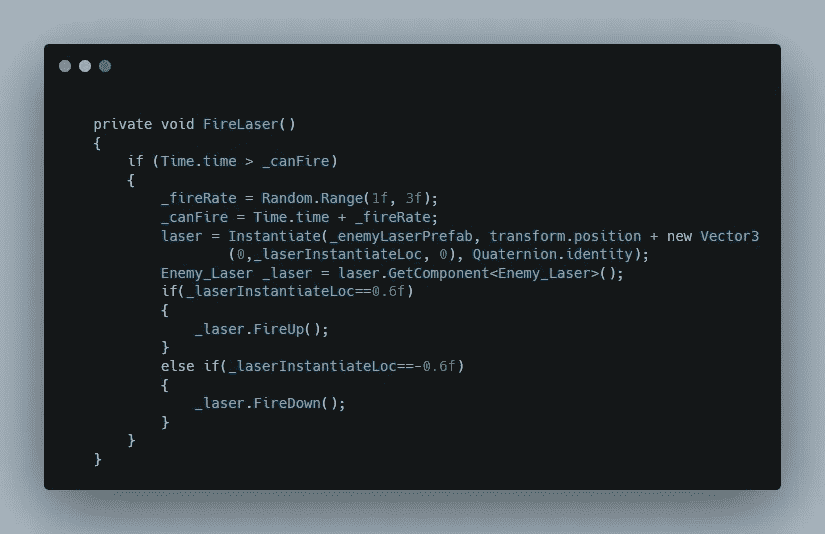 private void FireLaser()
{
if (Time.time > _canFire)
{
_fireRate = Random.Range(1f, 3f);
_canFire = Time.time + _fireRate;
laser = Instantiate(_enemyLaserPrefab, transform.position + new Vector3
(0,_laserInstantiateLoc, 0), Quaternion.identity);
Enemy_Laser _laser = laser.GetComponent<Enemy_Laser>();
if(_laserInstantiateLoc==0.6f)
{
_laser.FireUp();
}
else if(_laserInstantiateLoc==-0.6f)
{
_laser.FireDown();
}
}
}